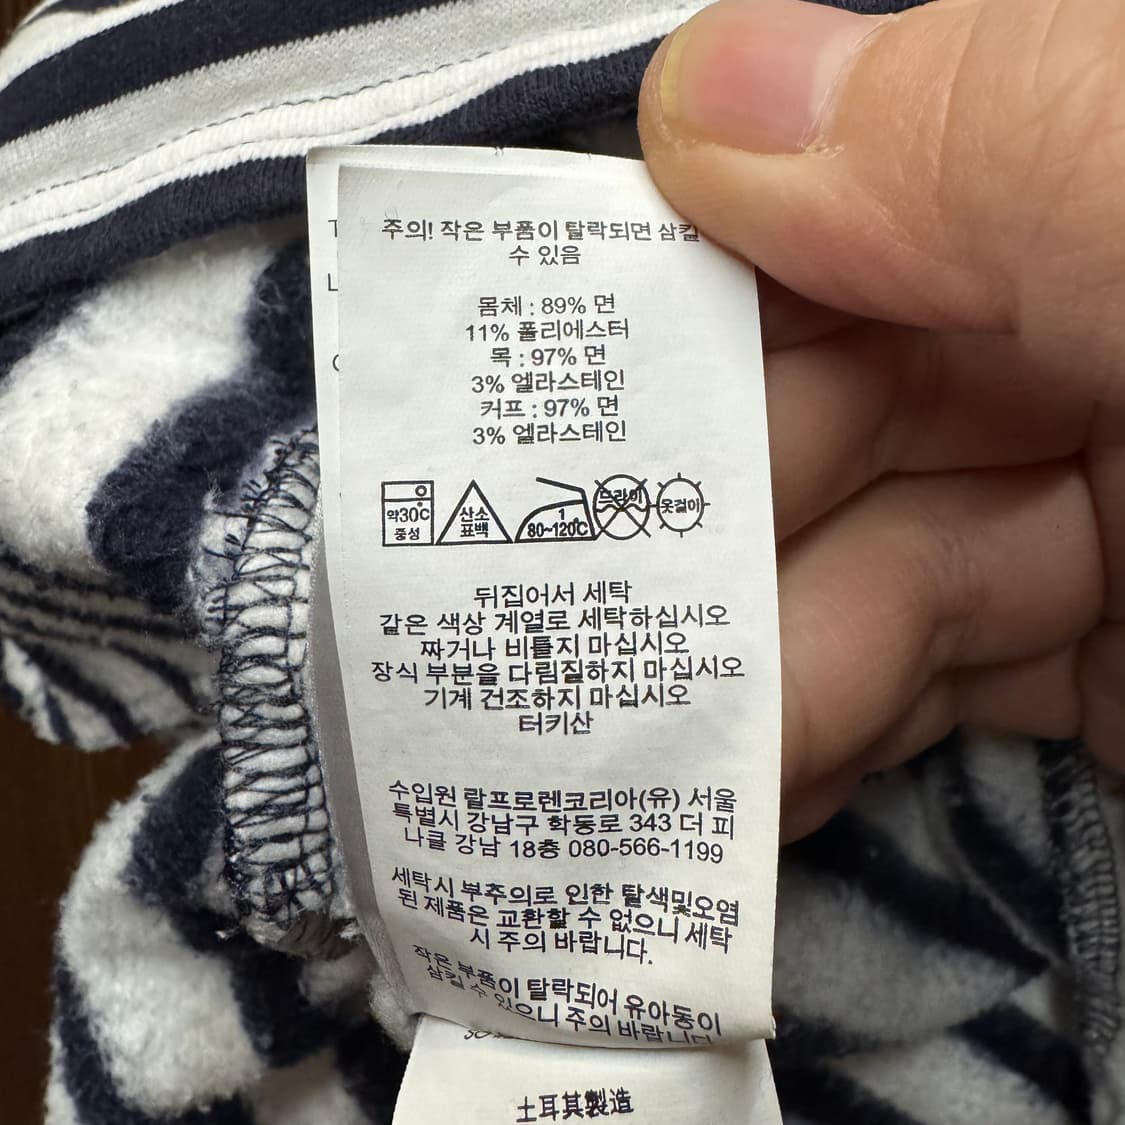 주의! 작은 부품이 탈락되면 삼킬
수 있음
몸체 : 89% 면
11% 폴리에스터
목 : 97% 면
3% 엘라스테인
커프 : 97% 면
3% 엘라스테인
약30℃
중성
산소
표백
1
80~120℃
드라이
옷걸이
뒤집어서 세탁
같은 색상 계열로 세탁하십시오
짜거나 비틀지 마십시오
장식 부분을 다림질하지 마십시오
기계 건조하지 마십시오
터키산
수입원 랄프로렌코리아(유) 서울
특별시 강남구 학동로 343 더 피
나클 강남 18층 080-566-1199
세탁시 부주의로 인한 탈색및오염
된 제품은 교환할 수 없으니 세탁
시 주의 바랍니다.
작은 부품이 탈락되어 유아동이
삼킬 수 있으니 주의 바랍니다
土耳其製造